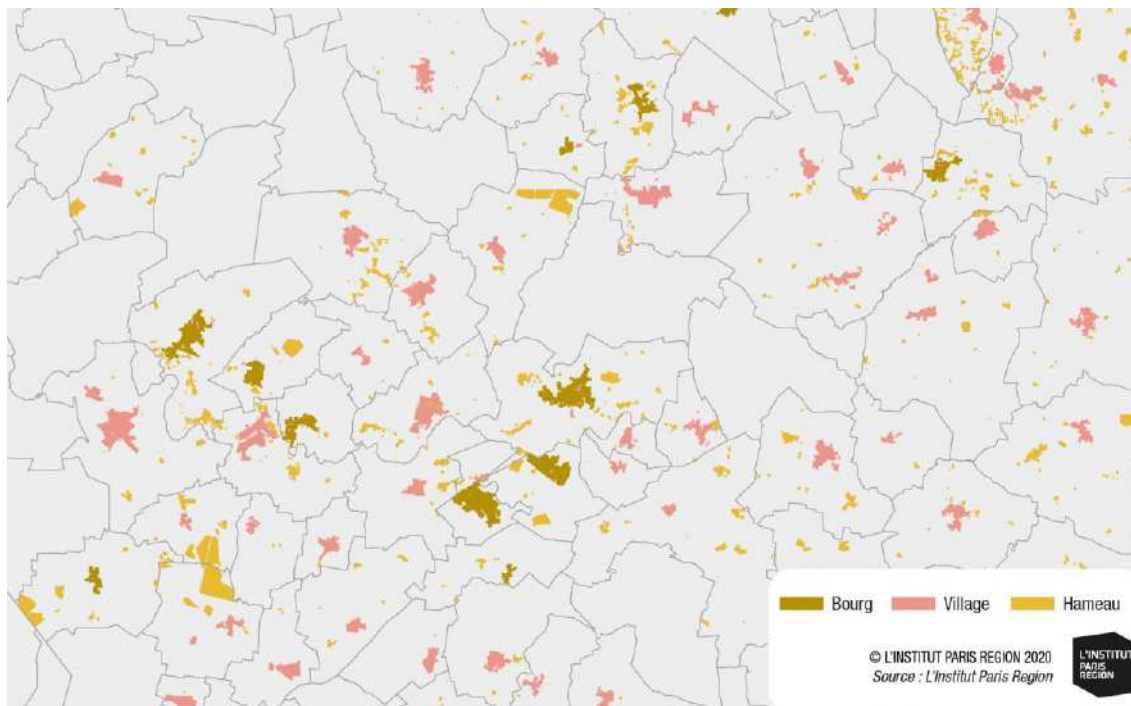 Bourg Village Hameau
© L'INSTITUT PARIS REGION 2020
Source : L'Institut Paris Region
L'INSTITUT
PARIS
REGION